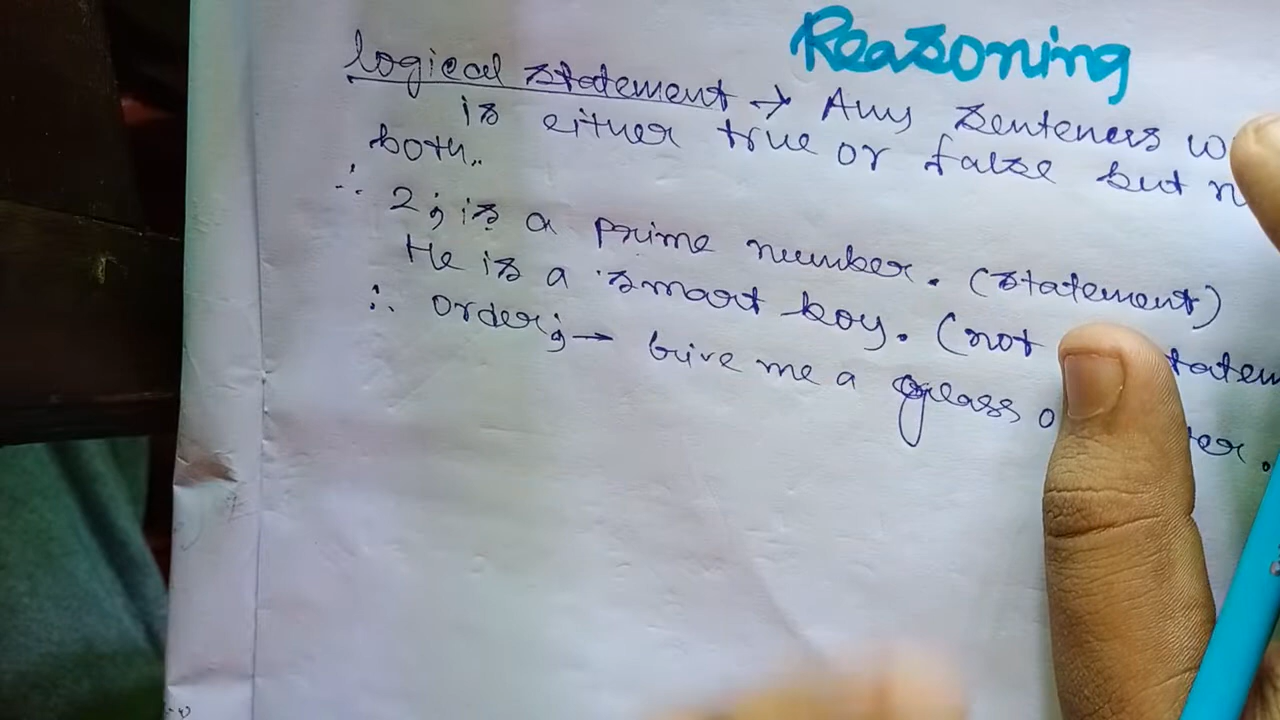 Reasoning
logical statement → Any sentences
is either true or false but
both..
∴ 2, is a prime number. (statement)
He is a smart boy. (not
∴ order; → Give me a glass